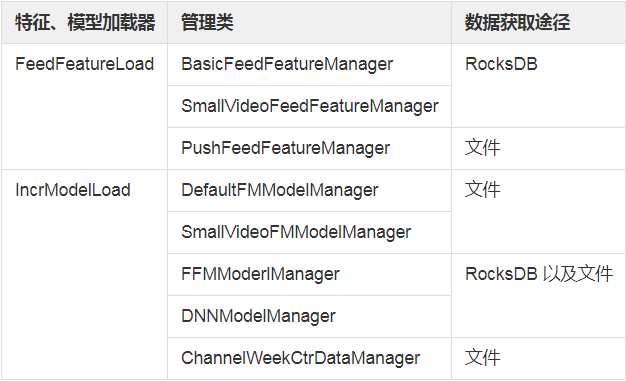 特征、模型加载器 管理类 数据获取途径
FeedFeatureLoad BasicFeedFeatureManager RocksDB
SmallVideoFeedFeatureManager
PushFeedFeatureManager 文件
IncrModelLoad DefaultFMModelManager 文件
SmallVideoFMModelManager
FFMModerlManager RocksDB 以及文件
DNNModelManager
ChannelWeekCtrDataManager 文件